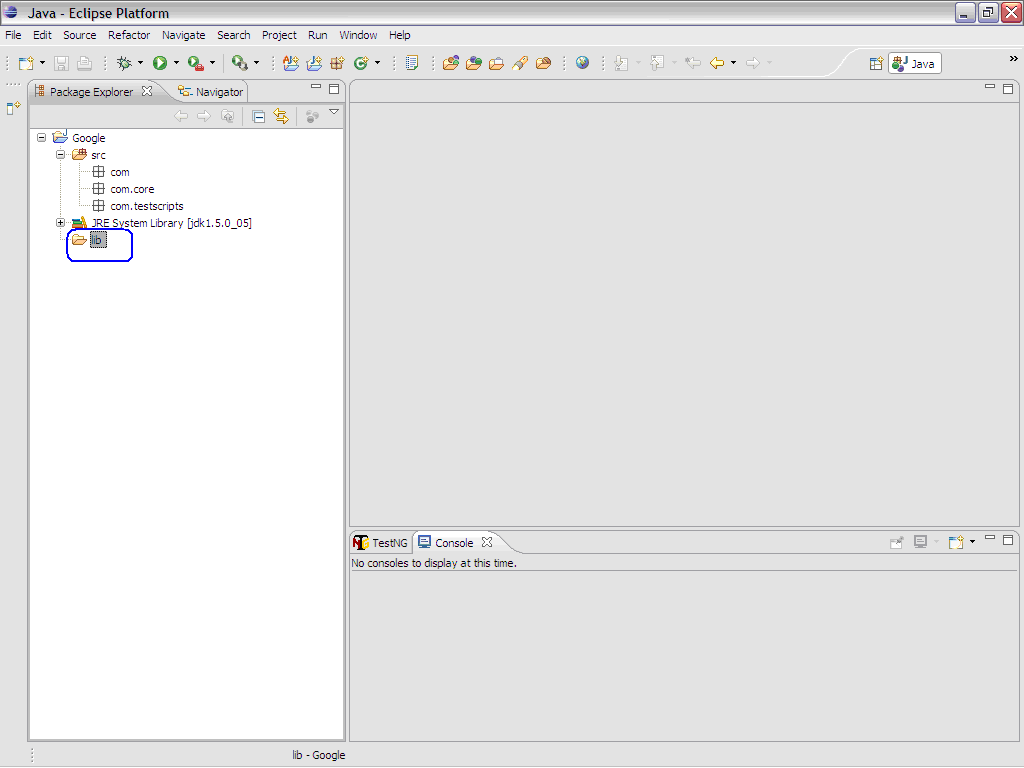 Java - Eclipse Platform
File Edit Source Refactor Navigate Search Project Run Window Help
Java
Package Explorer Navigator
Google
src
com
com.core
com.testscripts
JRE System Library [jdk1.5.0_05]
lib
TestNG Console
No consoles to display at this time.
lib - Google